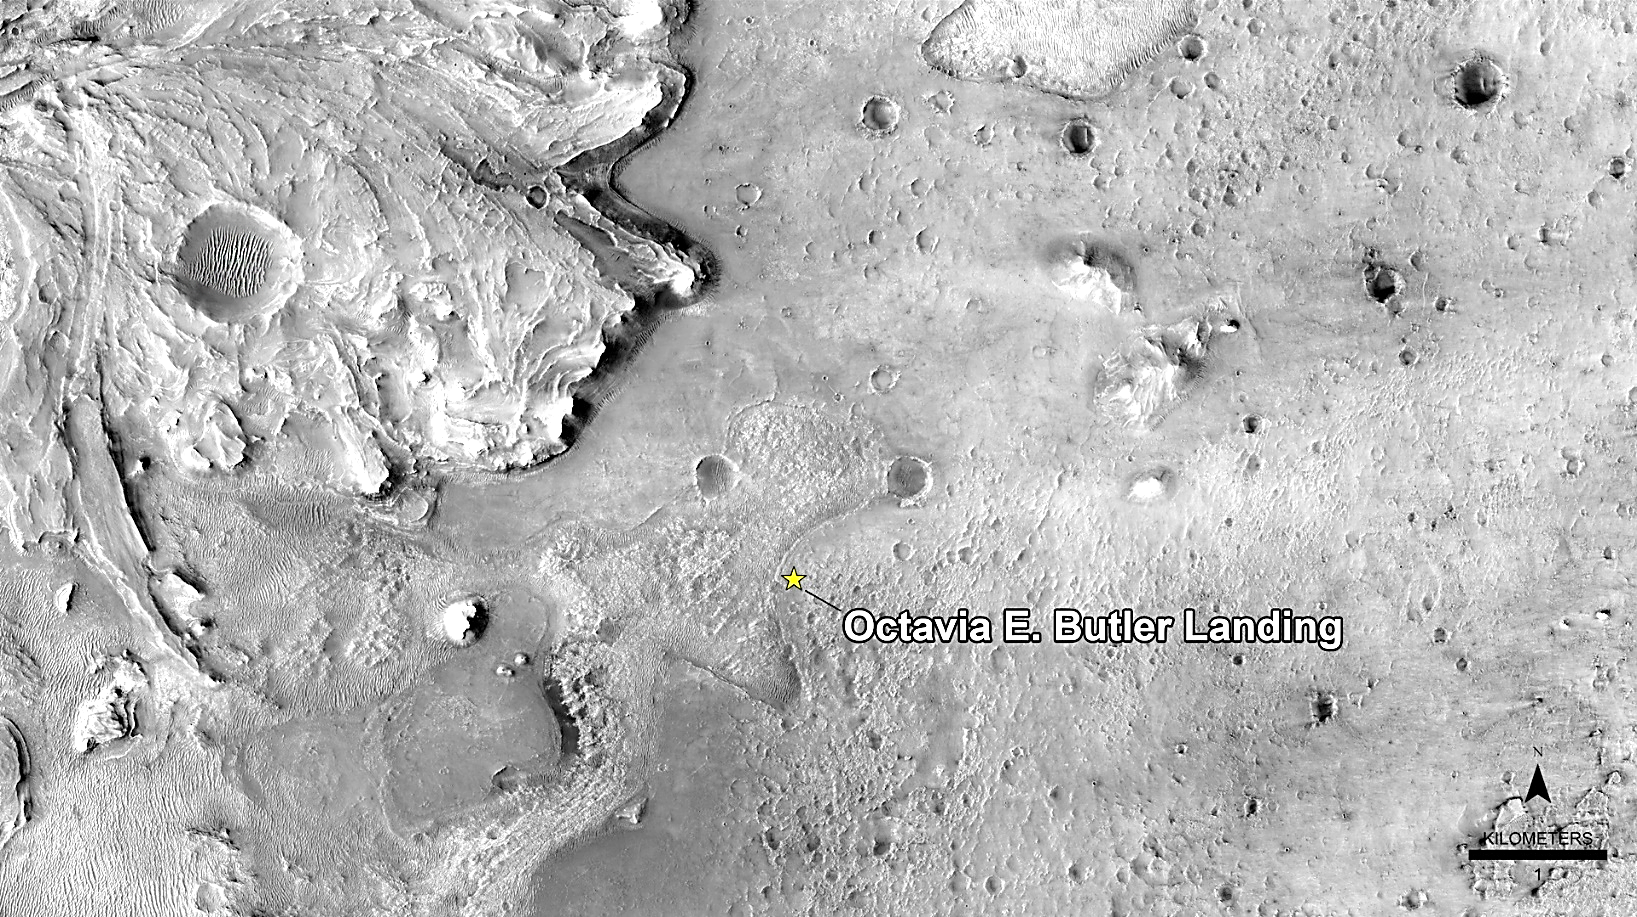 Octavia E. Butler Landing
N
KILOMETERS
1